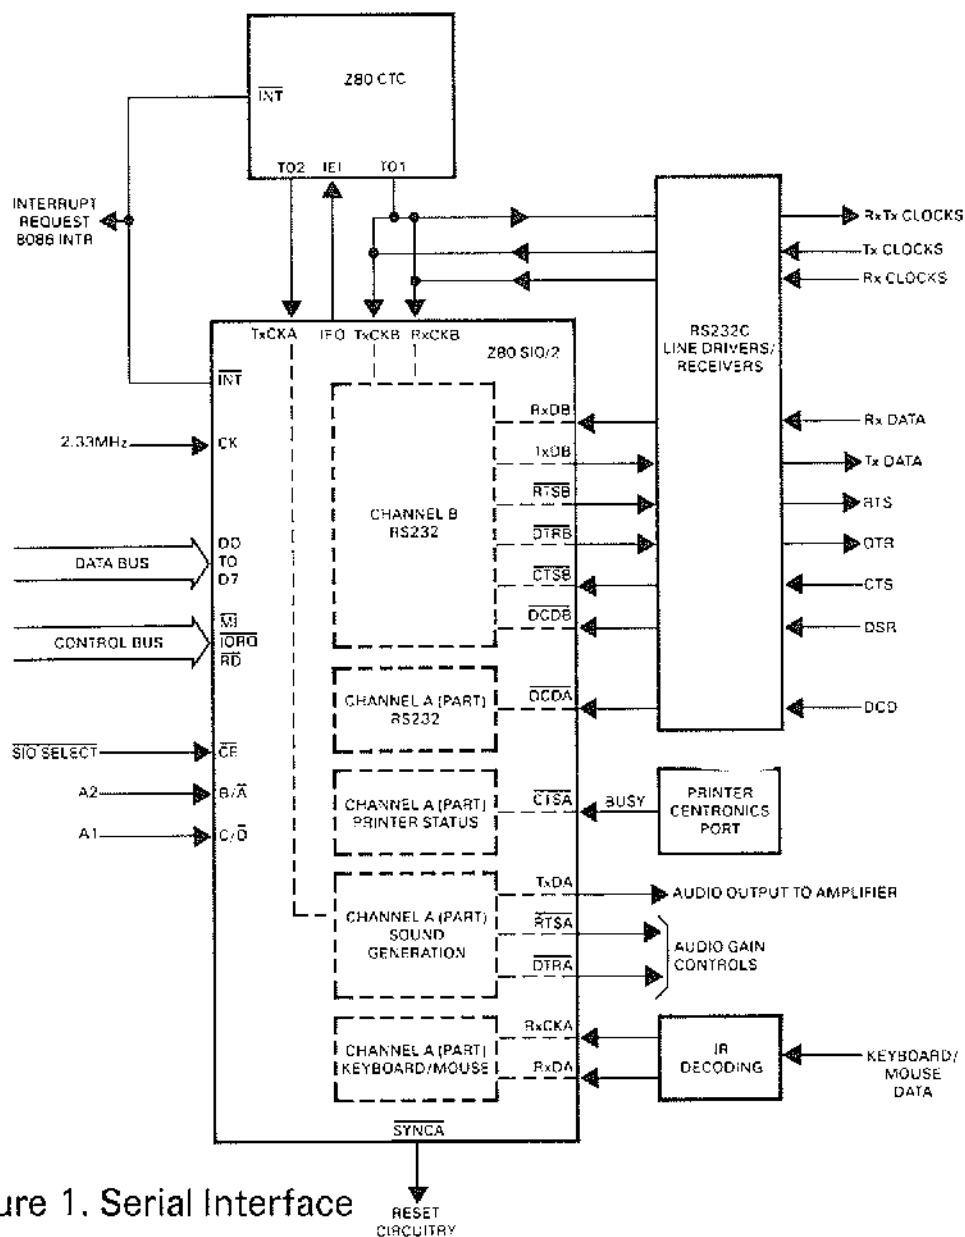 Z80 CTC
INT
TO2 IEI TO1
INTERRUPT
REQUEST
8086 INTR
RxTx CLOCKS
Tx CLOCKS
Rx CLOCKS
TxCKA IEO TxCKB RxCKB
Z80 SIO/2
RS232C
LINE DRIVERS/
RECEIVERS
INT
2.33MHz
CK
RxDB
Rx DATA
TxDB
Tx DATA
CHANNEL B
RS232
RTSB
RTS
DTRB
DTR
CTSB
CTS
DCDB
DSR
DATA BUS
D0
TO
D7
CONTROL BUS
M1
IORQ
RD
CHANNEL A (PART)
RS232
DCDA
DCD
SIO SELECT
CE
A2
B/A
A1
C/D
CHANNEL A (PART)
PRINTER STATUS
CTSA
BUSY
PRINTER
CENTRONICS
PORT
CHANNEL A (PART)
SOUND
GENERATION
TxDA
AUDIO OUTPUT TO AMPLIFIER
RTSA
DTRA
AUDIO GAIN
CONTROLS
CHANNEL A (PART)
KEYBOARD/MOUSE
RxCKA
RxDA
IR
DECODING
KEYBOARD/
MOUSE
DATA
SYNCA
RESET
CIRCUITRY
ure 1. Serial Interface